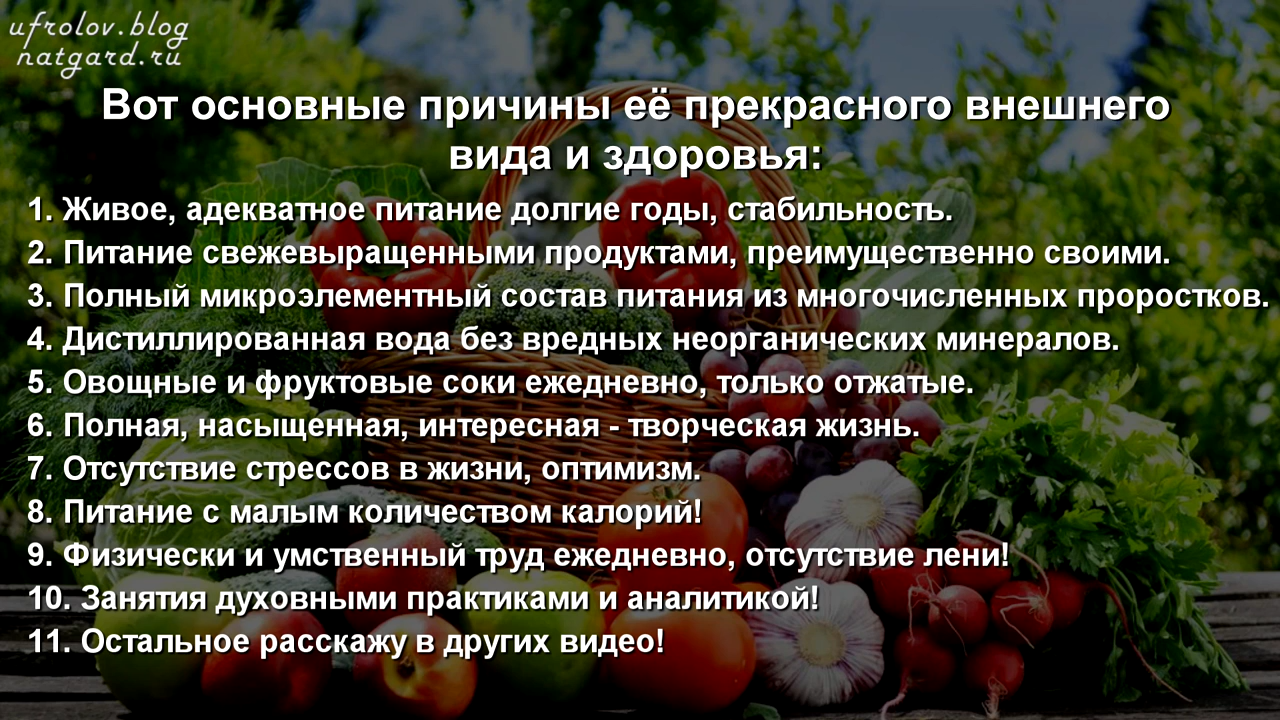 ufrolov.blog
natgard.ru
Вот основные причины её прекрасного внешнего
вида и здоровья:
1. Живое, адекватное питание долгие годы, стабильность.
2. Питание свежевыращенными продуктами, преимущественно своими.
3. Полный микроэлементный состав питания из многочисленных проростков.
4. Дистиллированная вода без вредных неорганических минералов.
5. Овощные и фруктовые соки ежедневно, только отжатые.
6. Полная, насыщенная, интересная - творческая жизнь.
7. Отсутствие стрессов в жизни, оптимизм.
8. Питание с малым количеством калорий!
9. Физически и умственный труд ежедневно, отсутствие лени!
10. Занятия духовными практиками и аналитикой!
11. Остальное расскажу в других видео!